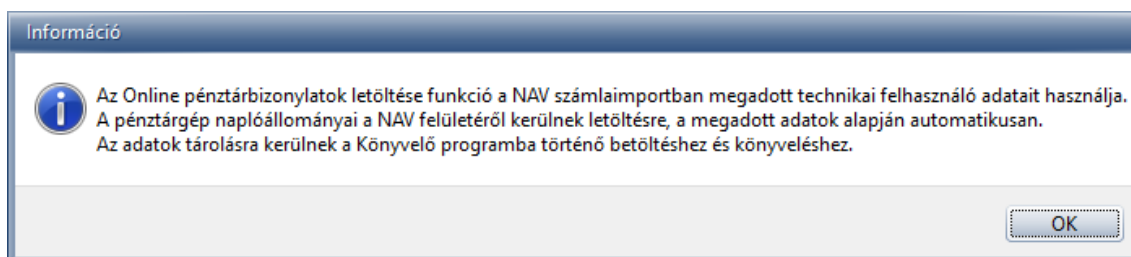 Információ
Az Online pénztárbizonylatok letöltése funkció a NAV számlaimportban megadott technikai felhasználó adatait használja.
A pénztárgép naplóállományai a NAV felületéről kerülnek letöltésre, a megadott adatok alapján automatikusan.
Az adatok tárolásra kerülnek a Könyvelő programba történő betöltéshez és könyveléshez.
OK